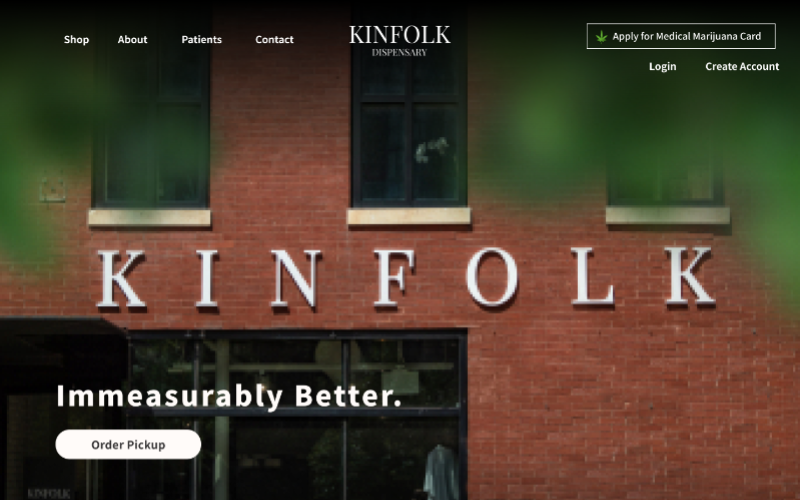 Shop About Patients Contact
KINFOLK
DISPENSARY
Apply for Medical Marijuana Card
Login Create Account
KINFOLK
Immeasurably Better.
Order Pickup
KINFOLK